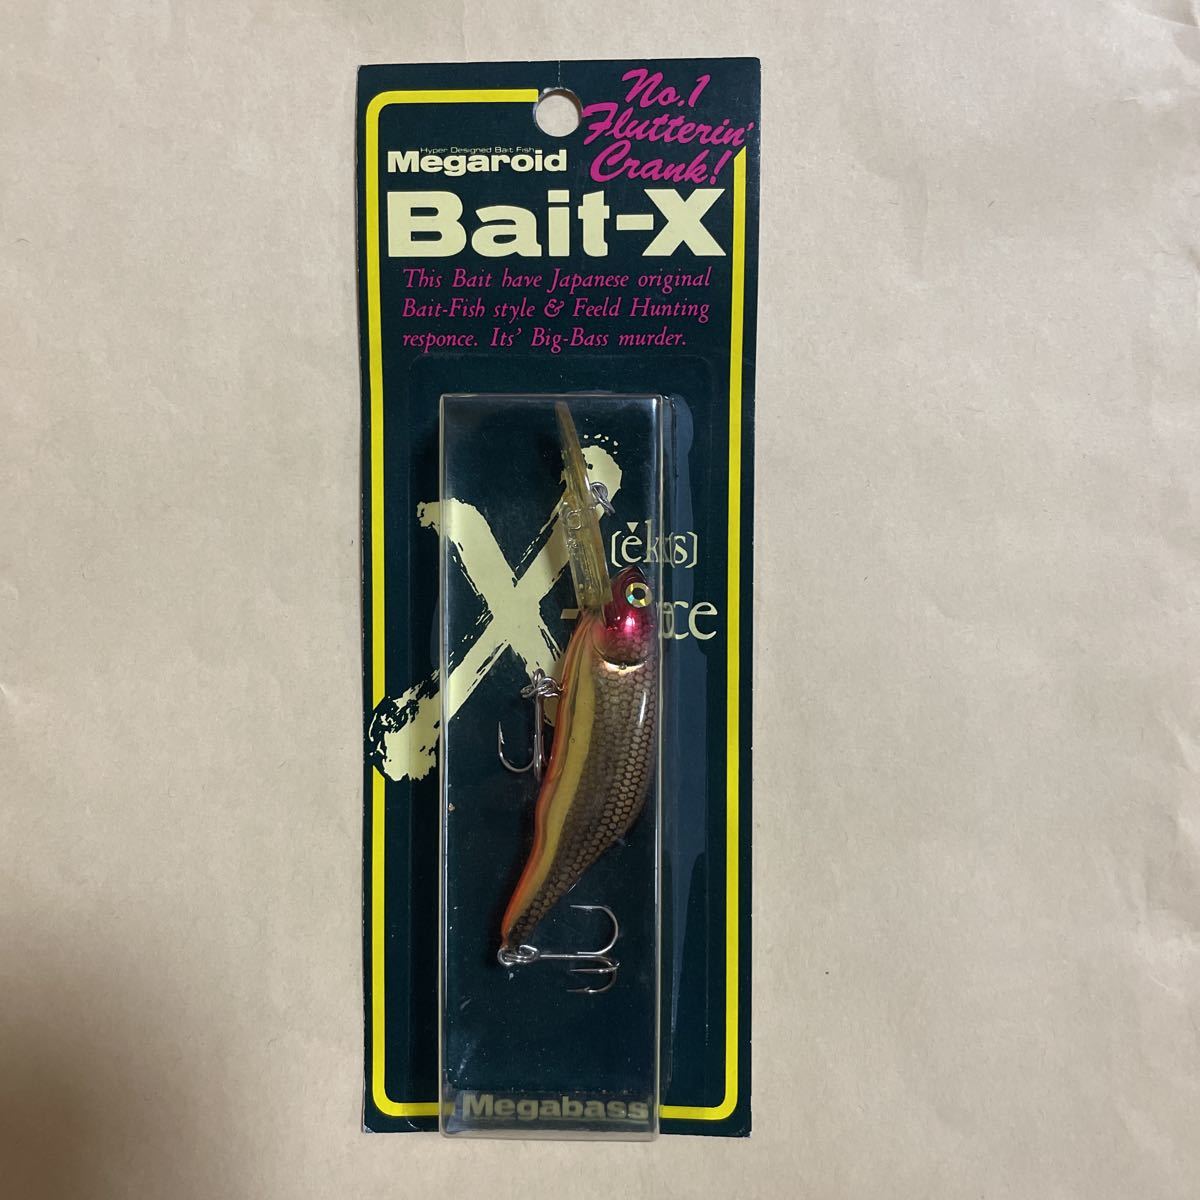 No.1
Flutterin'
Crank!
Hyper Designed Bait Fish
Megaroid
Bait-X
This Bait have Japanese original
Bait-Fish style & Feeld Hunting
responce. Its' Big-Bass murder.
X
Megabass